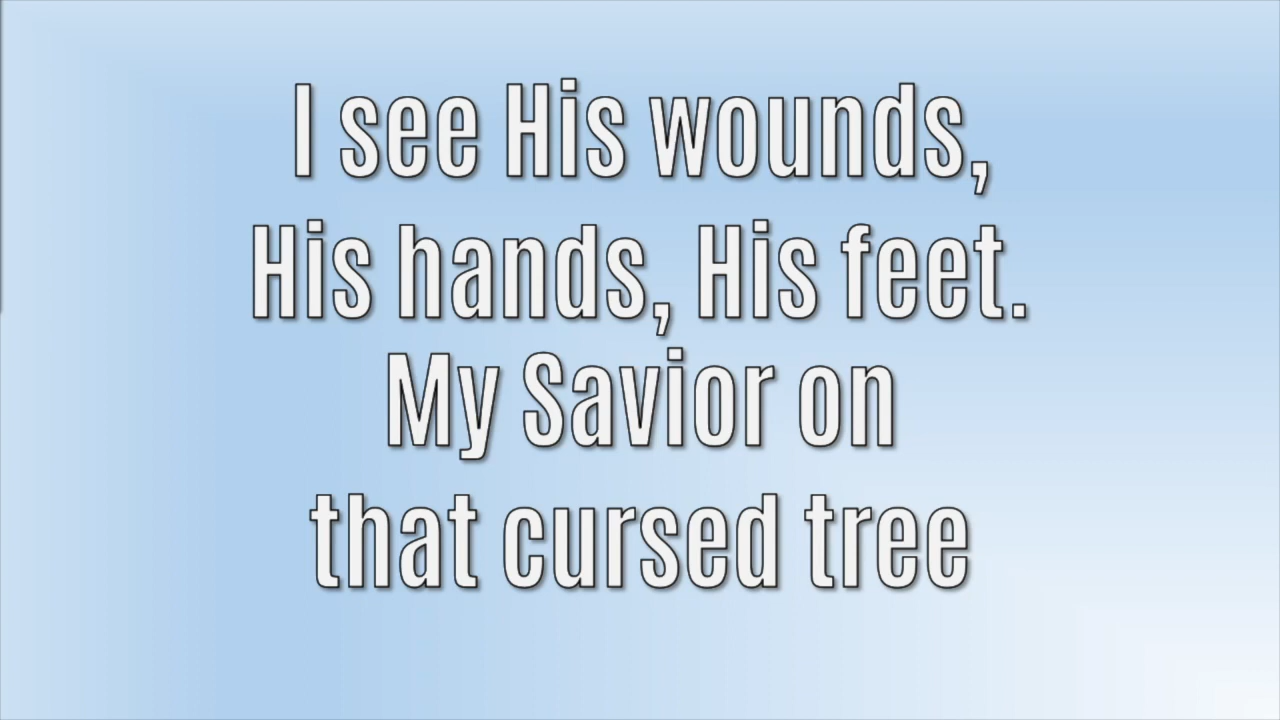 I see His wounds,
His hands, His feet.
My Savior on
that cursed tree